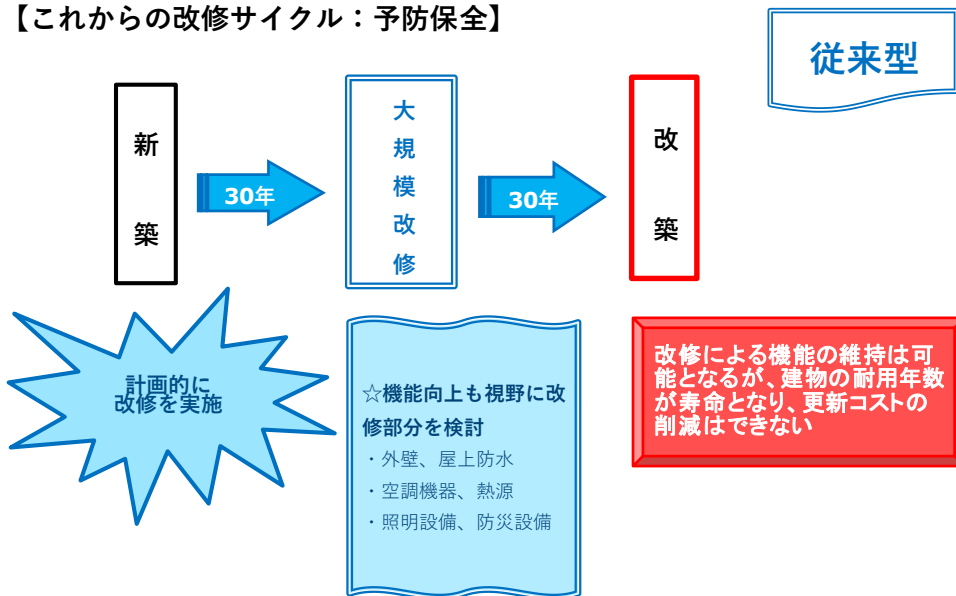 【これからの改修サイクル：予防保全】
従来型
新築
30年
大規模改修
30年
改築
計画的に
改修を実施
☆機能向上も視野に改
修部分を検討
・外壁、屋上防水
・空調機器、熱源
・照明設備、防災設備
改修による機能の維持は可
能となるが、建物の耐用年数
が寿命となり、更新コストの
削減はできない